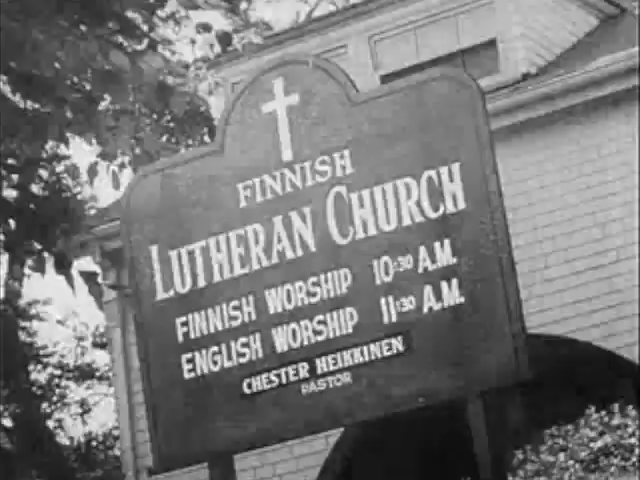 FINNISH
LUTHERAN CHURCH
FINNISH WORSHIP 10:30 A.M.
ENGLISH WORSHIP 11:30 A.M.
CHESTER HEIKKINEN
PASTOR